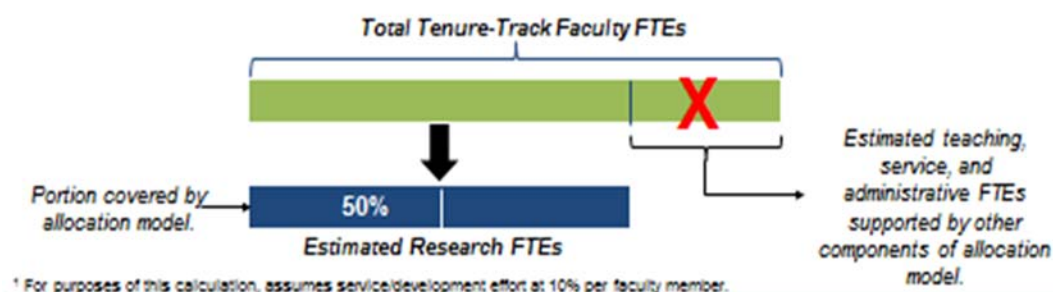 Total Tenure-Track Faculty FTEs
X
Estimated teaching,
service, and
administrative FTEs
supported by other
components of allocation
model.
Portion covered by
allocation model.
50%
Estimated Research FTEs
¹ For purposes of this calculation, assumes service/development effort at 10% per faculty member.